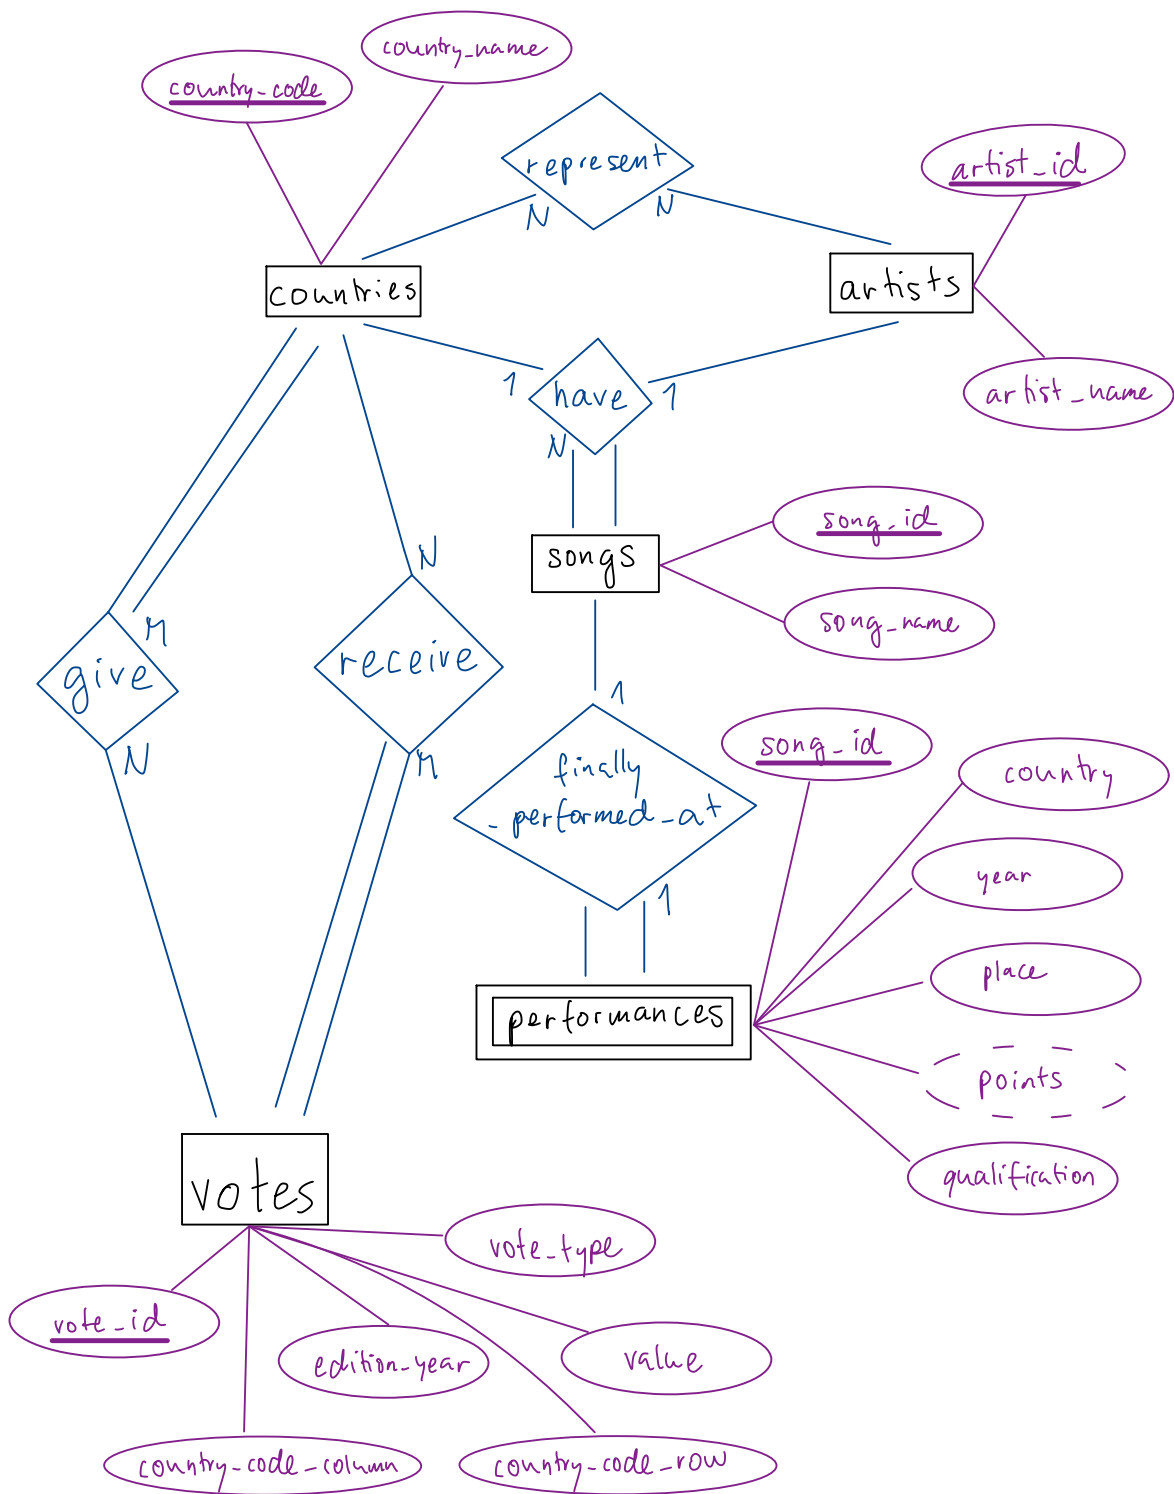 country_name
country_code
represent
N
N
artist_id
countries
artists
1
have
1
artist_name
N
song_id
songs
song_name
N
M
give
receive
N
M
1
finally
_performed_at
1
song_id
country
year
place
points
qualification
performances
votes
vote_type
vote_id
edition_year
value
country_code_column
country_code_row